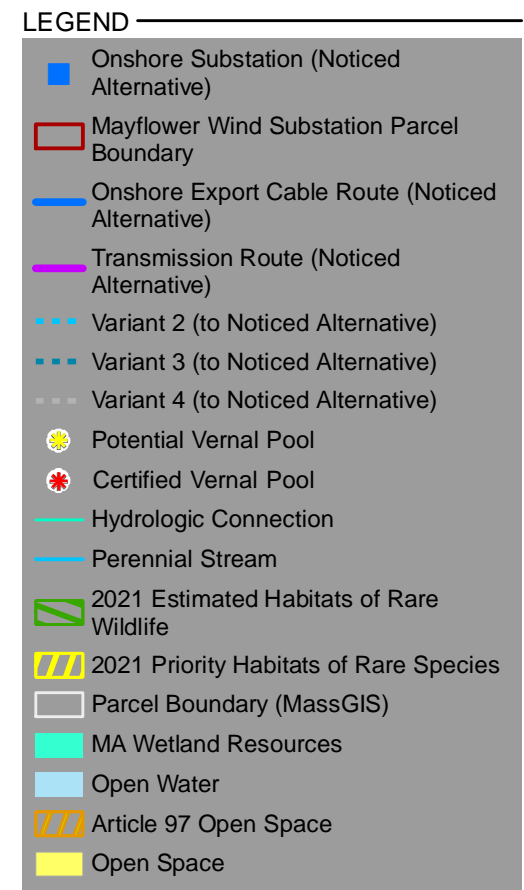 LEGEND
Onshore Substation (Noticed
Alternative)
Mayflower Wind Substation Parcel
Boundary
Onshore Export Cable Route (Noticed
Alternative)
Transmission Route (Noticed
Alternative)
Variant 2 (to Noticed Alternative)
Variant 3 (to Noticed Alternative)
Variant 4 (to Noticed Alternative)
Potential Vernal Pool
Certified Vernal Pool
Hydrologic Connection
Perennial Stream
2021 Estimated Habitats of Rare
Wildlife
2021 Priority Habitats of Rare Species
Parcel Boundary (MassGIS)
MA Wetland Resources
Open Water
Article 97 Open Space
Open Space